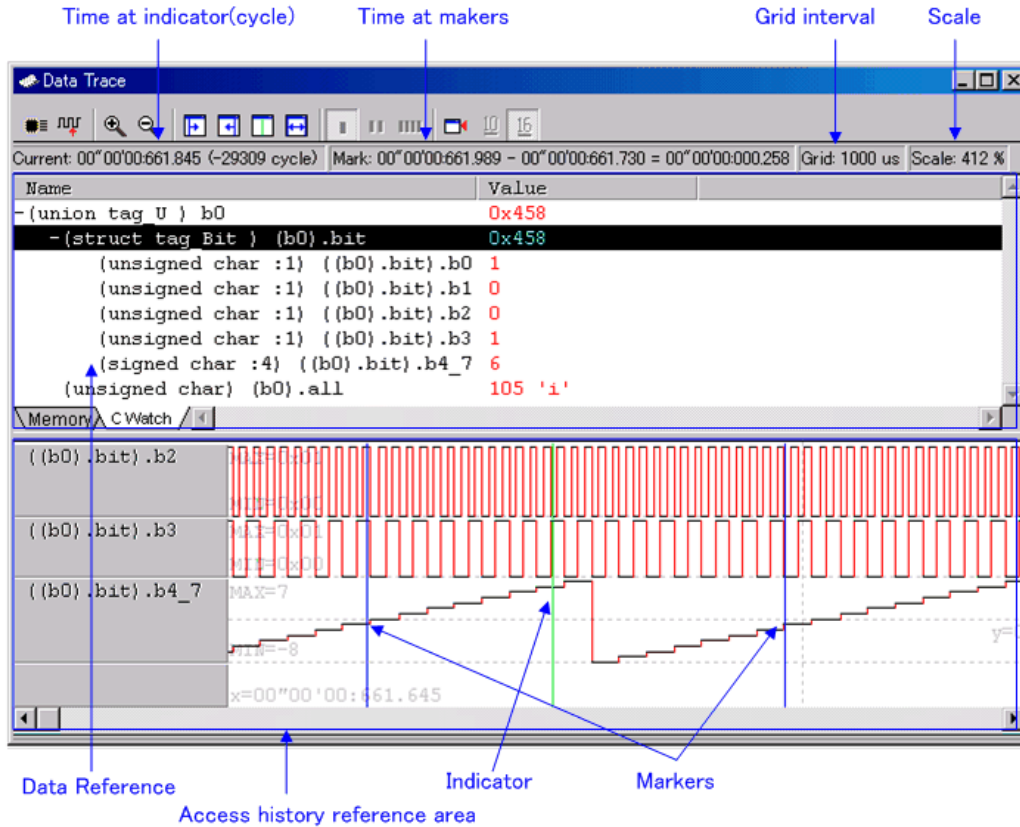 Time at indicator(cycle) Time at makers Grid interval Scale
Data Trace
10 16
Current: 00"00'00:661.845 (-29309 cycle) Mark: 00"00'00:661.989 - 00"00'00:661.730 = 00"00'00:000.258 Grid: 1000 us Scale: 412 %
Name Value
-(union tag_U ) b0 0x458
-(struct tag_Bit ) (b0).bit 0x458
(unsigned char :1) ((b0).bit).b0 1
(unsigned char :1) ((b0).bit).b1 0
(unsigned char :1) ((b0).bit).b2 0
(unsigned char :1) ((b0).bit).b3 1
(signed char :4) ((b0).bit).b4_7 6
(unsigned char) (b0).all 105 'i'
Memory C Watch
((b0).bit).b2 MAX=0x01
MIN=0x00
((b0).bit).b3 MAX=0x01
MIN=0x00
((b0).bit).b4_7 MAX=7
MIN=-8
x=00"00'00:661.645
Data Reference Indicator Markers
Access history reference area